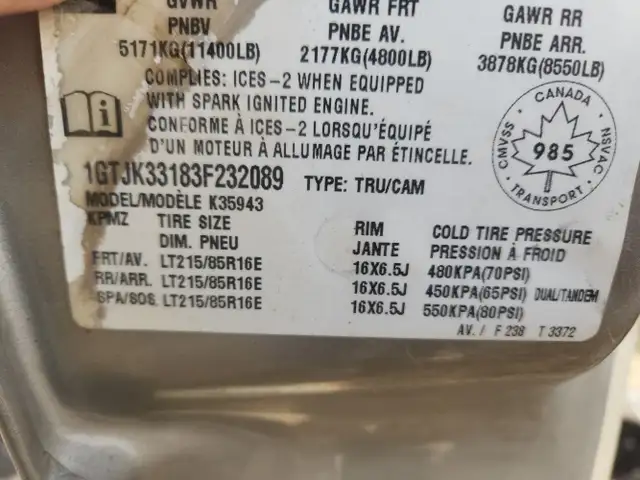 GVWR
PNBV
5171KG(11400LB)
GAWR FRT
PNBE AV.
2177KG(4800LB)
GAWR RR
PNBE ARR.
3878KG(8550LB)
COMPLIES: ICES-2 WHEN EQUIPPED
WITH SPARK IGNITED ENGINE.
CONFORME À ICES-2 LORSQU'ÉQUIPÉ
D'UN MOTEUR À ALLUMAGE PAR ÉTINCELLE.
CANADA
CMVSS
NSVAC
985
TRANSPORT
1GTJK33183F232089 TYPE: TRU/CAM
MODEL/MODÈLE K35943
KPMZ TIRE SIZE RIM COLD TIRE PRESSURE
DIM. PNEU JANTE PRESSION À FROID
FRT/AV. LT215/85R16E 16X6.5J 480KPA(70PSI)
RR/ARR. LT215/85R16E 16X6.5J 450KPA(65PSI) DUAL/TANDEM
SPA/SOS LT215/85R16E 16X6.5J 550KPA(80PSI)
AV. / F 238 T 3372